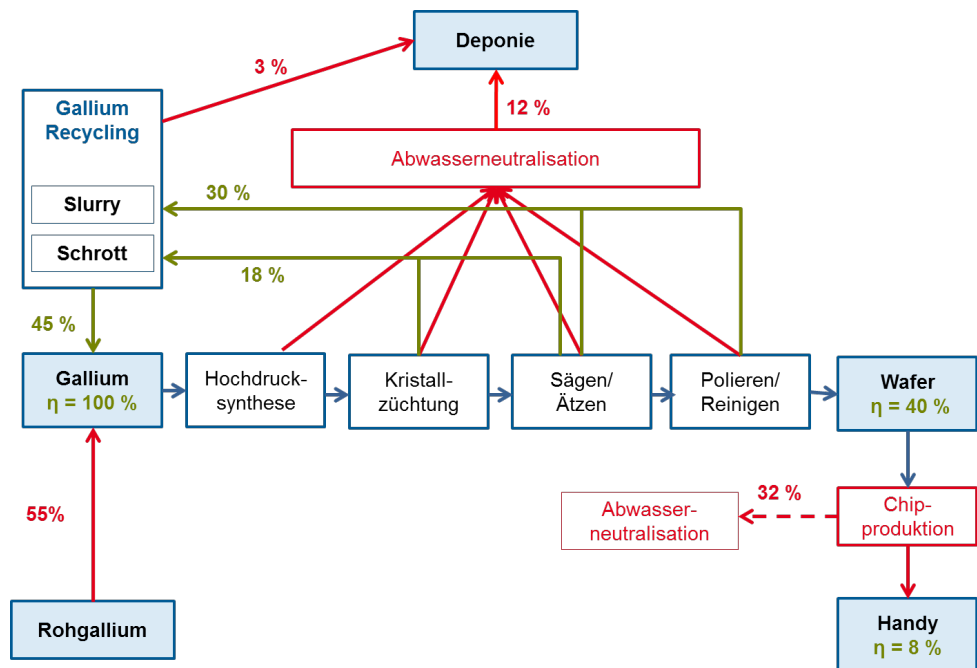 Deponie
3 %
12 %
Gallium
Recycling
Abwasserneutralisation
Slurry
30 %
Schrott
18 %
45 %
Gallium
η = 100 %
Hochdruck-
synthese
Kristall-
züchtung
Sägen/
Ätzen
Polieren/
Reinigen
Wafer
η = 40 %
55%
Abwasser-
neutralisation
32 %
Chip-
produktion
Rohgallium
Handy
η = 8 %